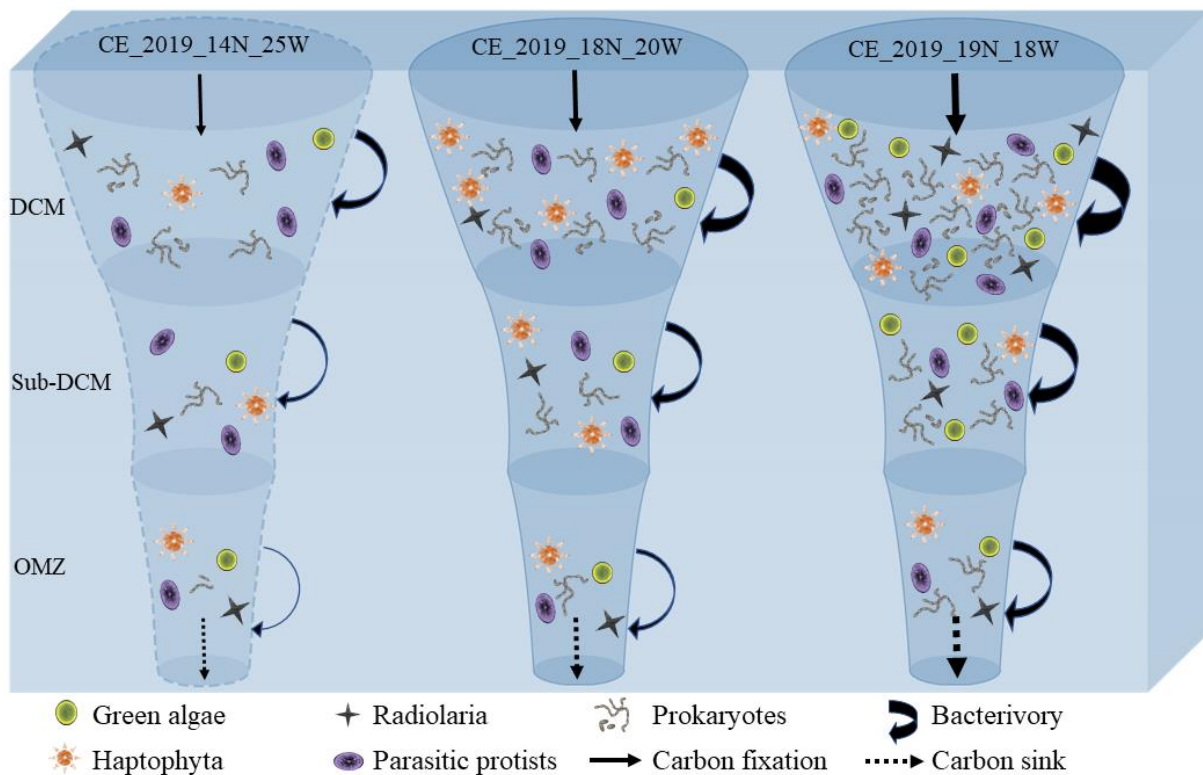 CE_2019_14N_25W
CE_2019_18N_20W
CE_2019_19N_18W
DCM
Sub-DCM
OMZ
Green algae
Radiolaria
Prokaryotes
Bacterivory
Haptophyta
Parasitic protists
Carbon fixation
Carbon sink